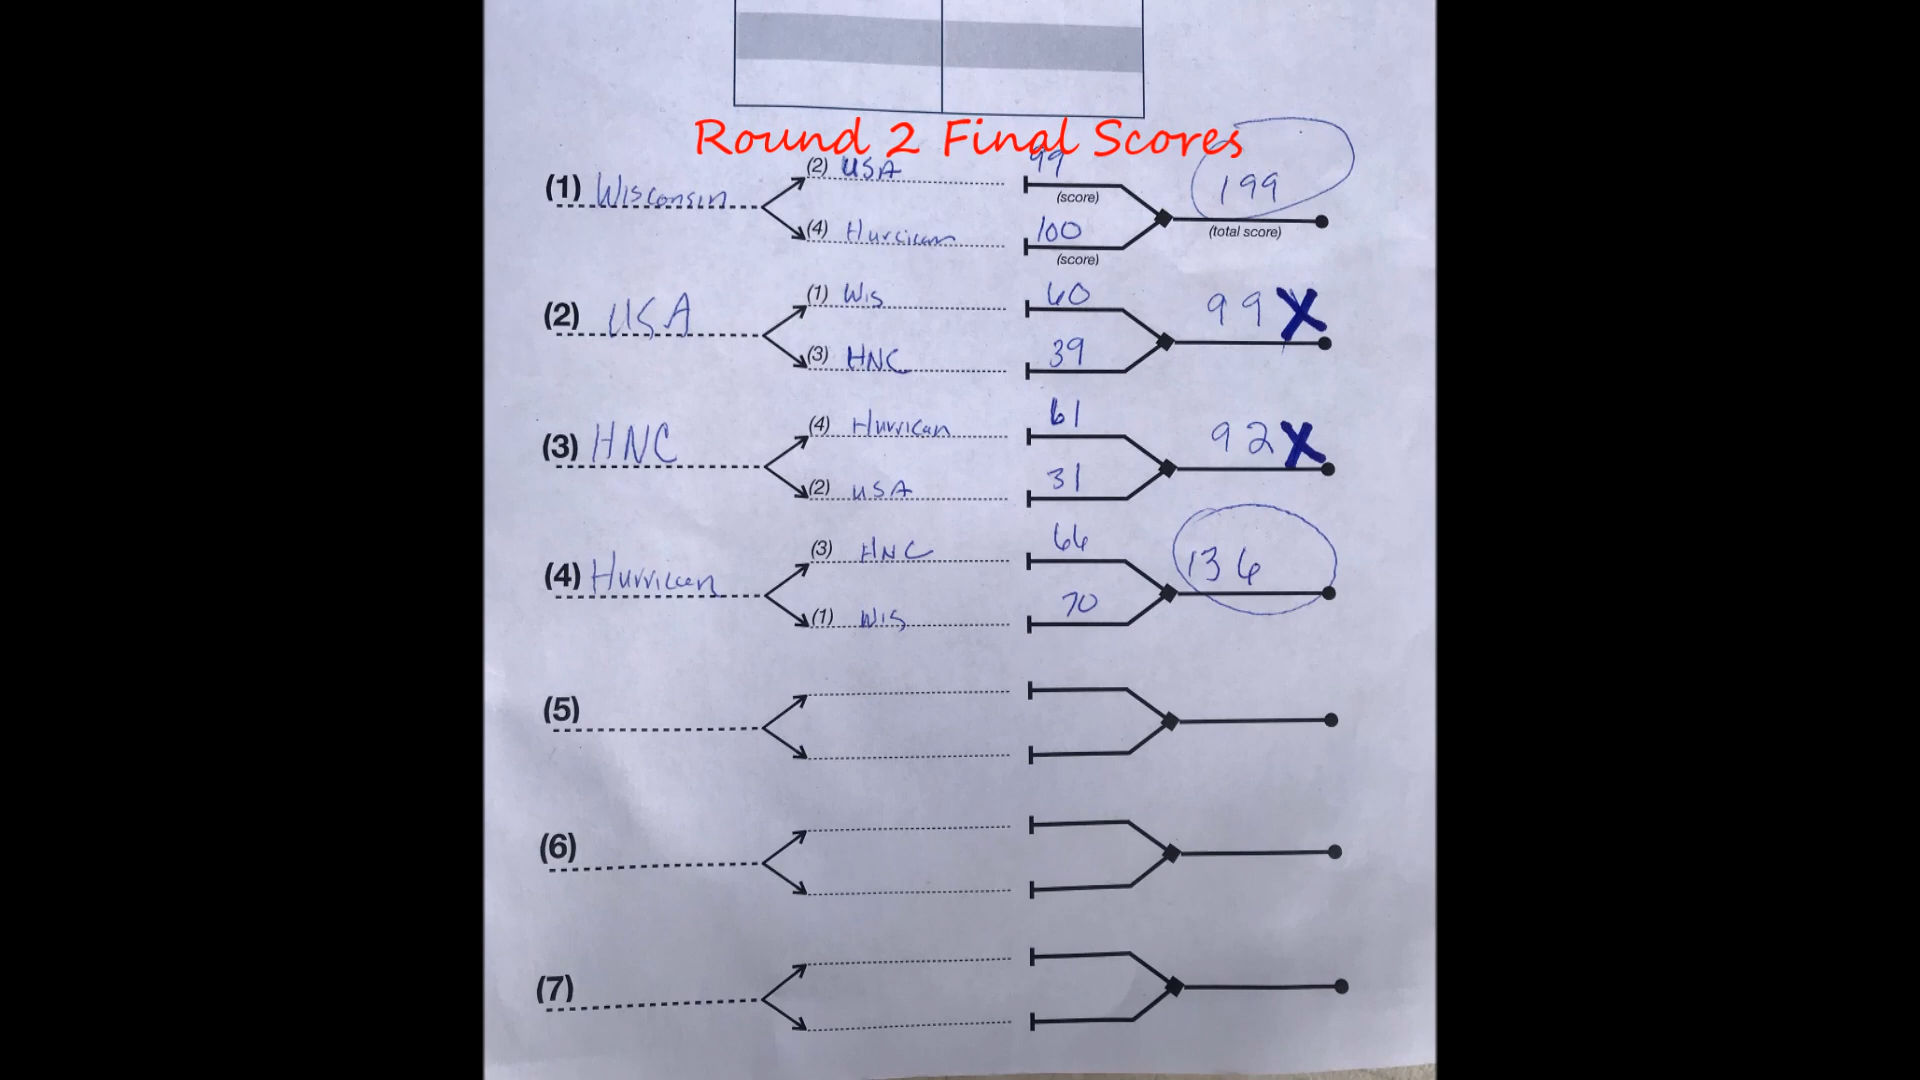 Round 2 Final Scores
(2) USA 99
(1) Wisconsin 199
(score)
(4) Hurrican 100 (total score)
(score)
(1) Wis 60
(2) USA 99 X
(3) HNC 39
(4) Hurrican 61
(3) HNC 92 X
(2) USA 31
(3) HNC 66
(4) Hurrican 136
(1) Wis 70
(5)
(6)
(7)